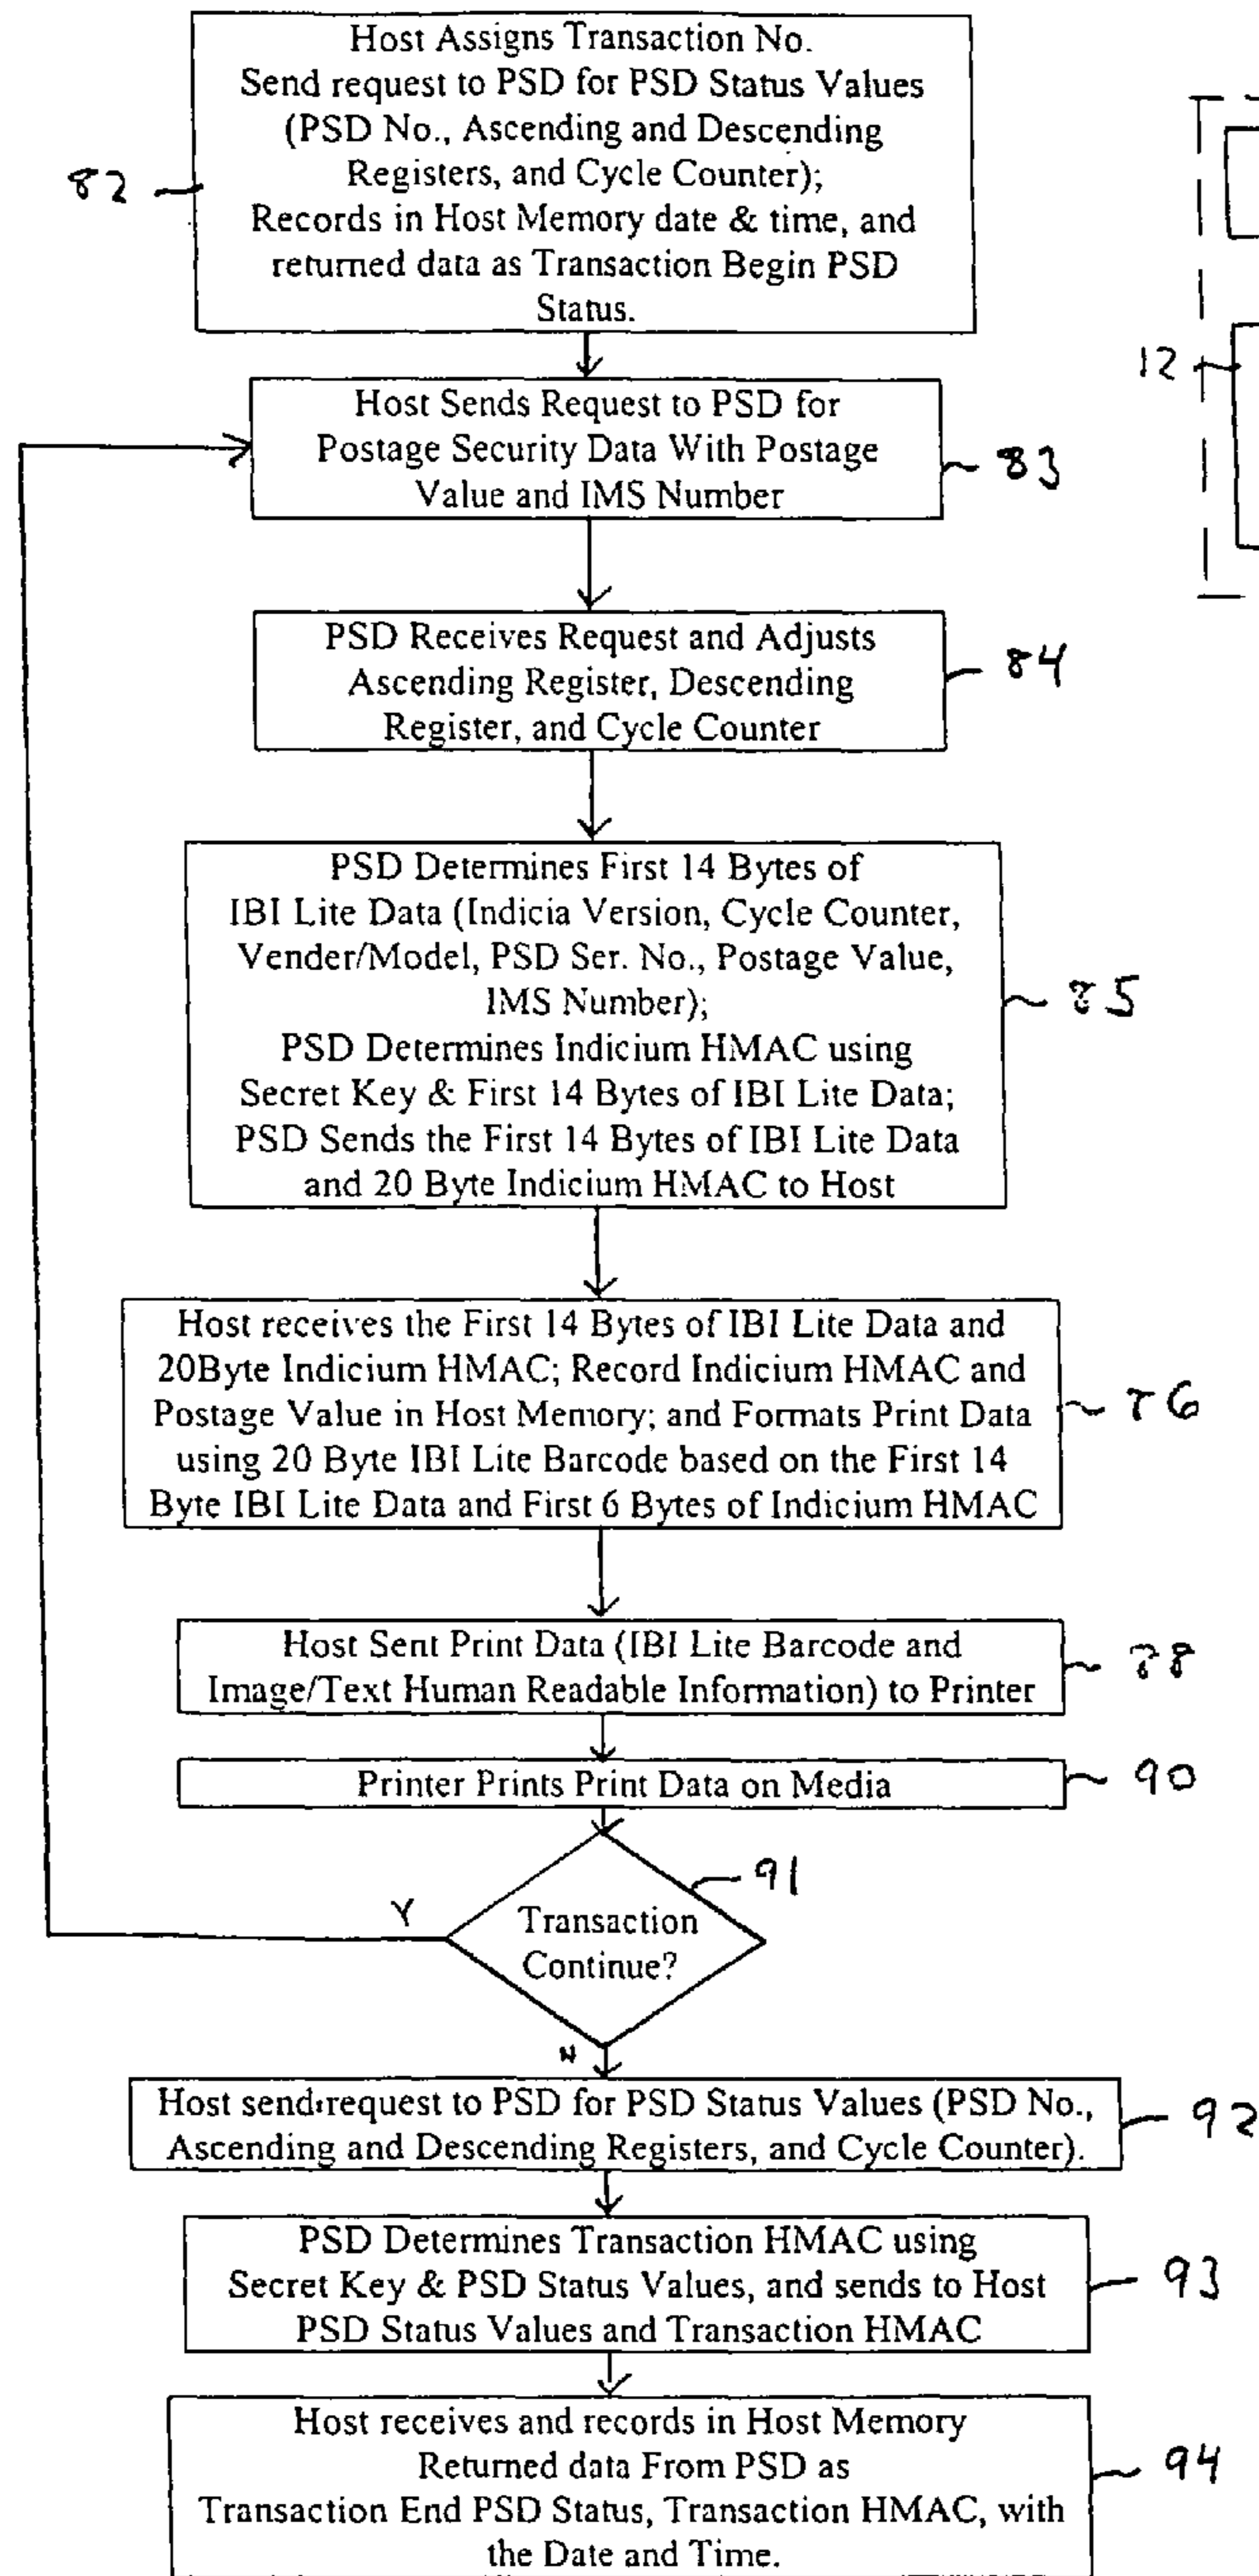 Host Assigns Transaction No.
Send request to PSD for PSD Status Values
(PSD No., Ascending and Descending
Registers, and Cycle Counter);
Records in Host Memory date & time, and
returned data as Transaction Begin PSD
Status.
82
12
Host Sends Request to PSD for
Postage Security Data With Postage
Value and IMS Number
83
PSD Receives Request and Adjusts
Ascending Register, Descending
Register, and Cycle Counter
84
PSD Determines First 14 Bytes of
IBI Lite Data (Indicia Version, Cycle Counter,
Vender/Model, PSD Ser. No., Postage Value,
IMS Number);
PSD Determines Indicium HMAC using
Secret Key & First 14 Bytes of IBI Lite Data;
PSD Sends the First 14 Bytes of IBI Lite Data
and 20 Byte Indicium HMAC to Host
85
Host receives the First 14 Bytes of IBI Lite Data and
20Byte Indicium HMAC; Record Indicium HMAC and
Postage Value in Host Memory; and Formats Print Data
using 20 Byte IBI Lite Barcode based on the First 14
Byte IBI Lite Data and First 6 Bytes of Indicium HMAC
86
Host Sent Print Data (IBI Lite Barcode and
Image/Text Human Readable Information) to Printer
88
Printer Prints Print Data on Media
90
91
Transaction
Continue?
Y
N
Host send request to PSD for PSD Status Values (PSD No.,
Ascending and Descending Registers, and Cycle Counter).
92
PSD Determines Transaction HMAC using
Secret Key & PSD Status Values, and sends to Host
PSD Status Values and Transaction HMAC
93
Host receives and records in Host Memory
Returned data From PSD as
Transaction End PSD Status, Transaction HMAC, with
the Date and Time.
94